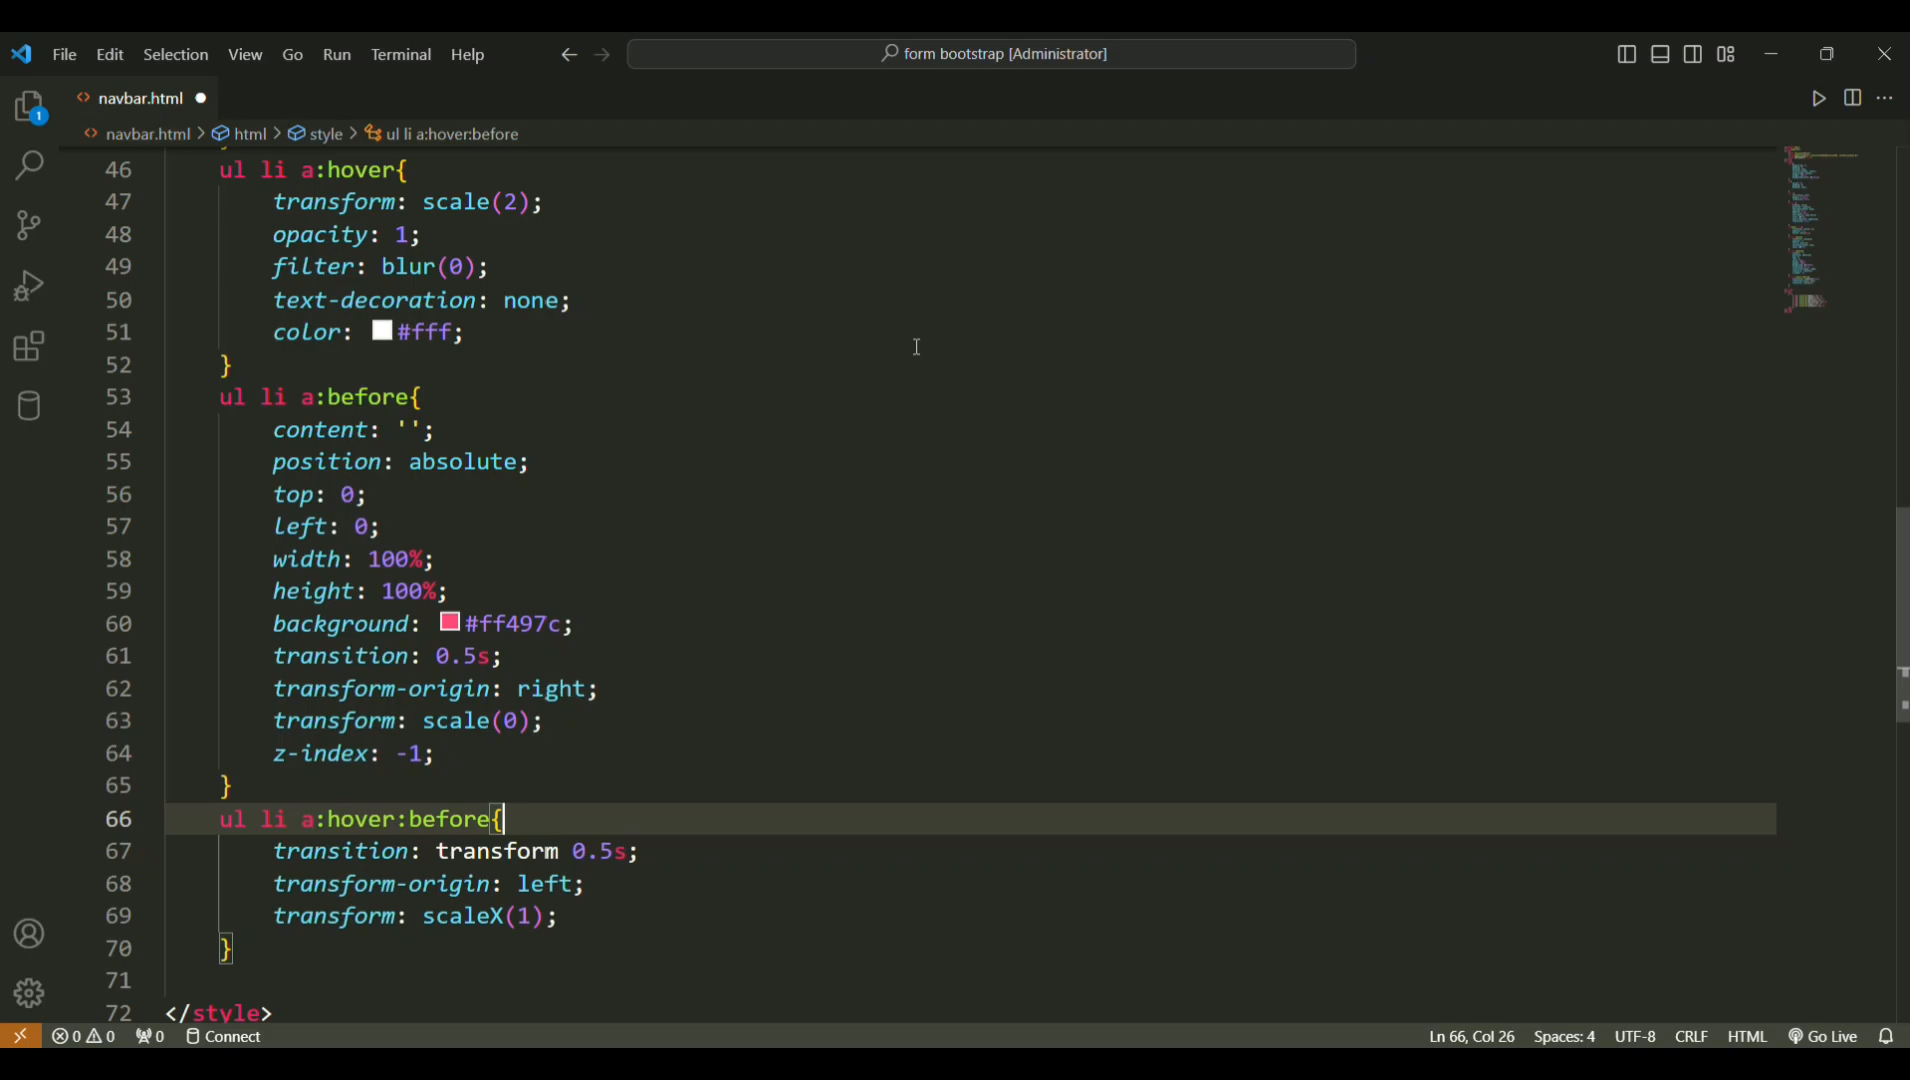 File Edit Selection View Go Run Terminal Help form bootstrap [Administrator]
navbar.html
navbar.html > html > style > ul li a:hover:before
1
46 ul li a:hover{
47 transform: scale(2);
48 opacity: 1;
49 filter: blur(0);
50 text-decoration: none;
51 color: #fff;
52 }
53 ul li a:before{
54 content: '';
55 position: absolute;
56 top: 0;
57 left: 0;
58 width: 100%;
59 height: 100%;
60 background: #ff497c;
61 transition: 0.5s;
62 transform-origin: right;
63 transform: scale(0);
64 z-index: -1;
65 }
66 ul li a:hover:before{
67 transition: transform 0.5s;
68 transform-origin: left;
69 transform: scaleX(1);
70 }
71
72 </style>
0 0 0 Connect Ln 66, Col 26 Spaces: 4 UTF-8 CRLF HTML Go Live